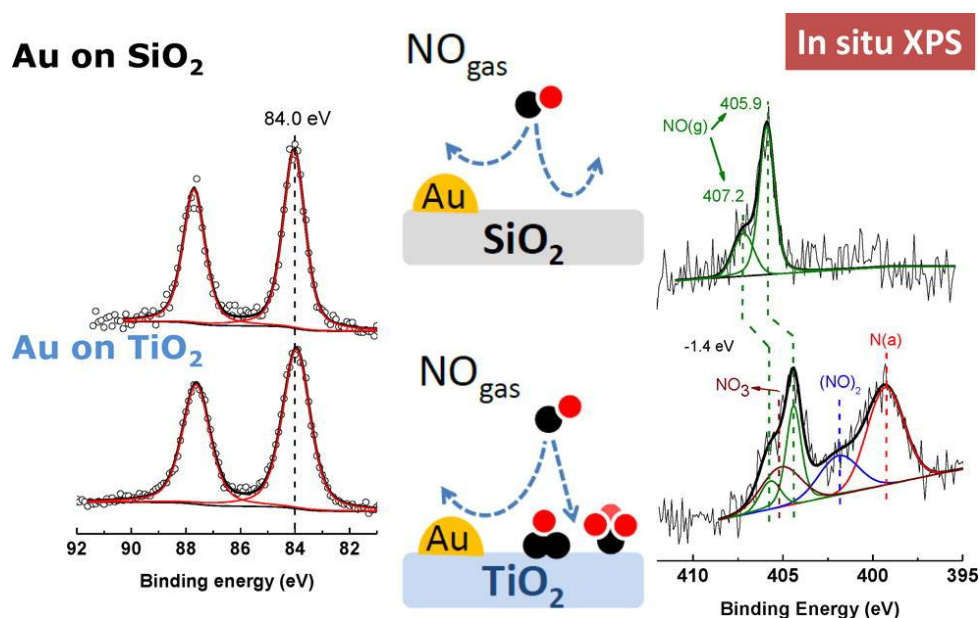 Au on SiO₂
84.0 eV
Au on TiO₂
92 90 88 86 84 82
Binding energy (eV)
NOgas
Au
SiO₂
NOgas
Au
TiO₂
In situ XPS
405.9
NO(g)
407.2
-1.4 eV
N(a)
NO₃
(NO)₂
410 405 400 395
Binding Energy (eV)